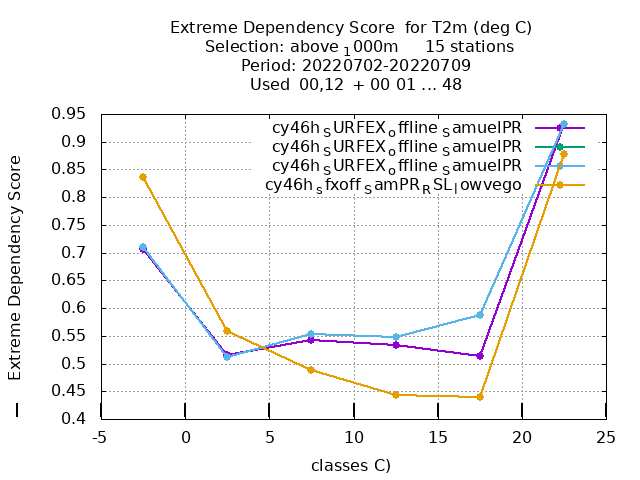 Extreme Dependency Score for T2m (deg C)
Selection: above 1000m 15 stations
Period: 20220702-20220709
Used 00,12 + 00 01 ... 48
cy46h_SURFEX_offline_SamuelPR
cy46h_SURFEX_offline_SamuelPR
cy46h_SURFEX_offline_SamuelPR
cy46h_sfxoff_SamPR_RSL_lowvego
Extreme Dependency Score
0.95
0.9
0.85
0.8
0.75
0.7
0.65
0.6
0.55
0.5
0.45
0.4
-5 0 5 10 15 20 25
classes C)